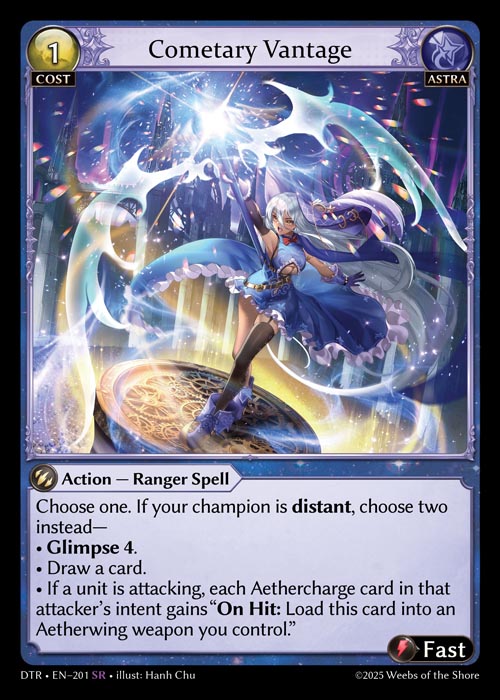 1
Cometary Vantage
COST
ASTRA
Action — Ranger Spell
Choose one. If your champion is distant, choose two
instead—
• Glimpse 4.
• Draw a card.
• If a unit is attacking, each Aethercharge card in that
attacker's intent gains “On Hit: Load this card into an
Aetherwing weapon you control.”
Fast
DTR • EN–201 SR • illust: Hanh Chu
©2025 Weebs of the Shore